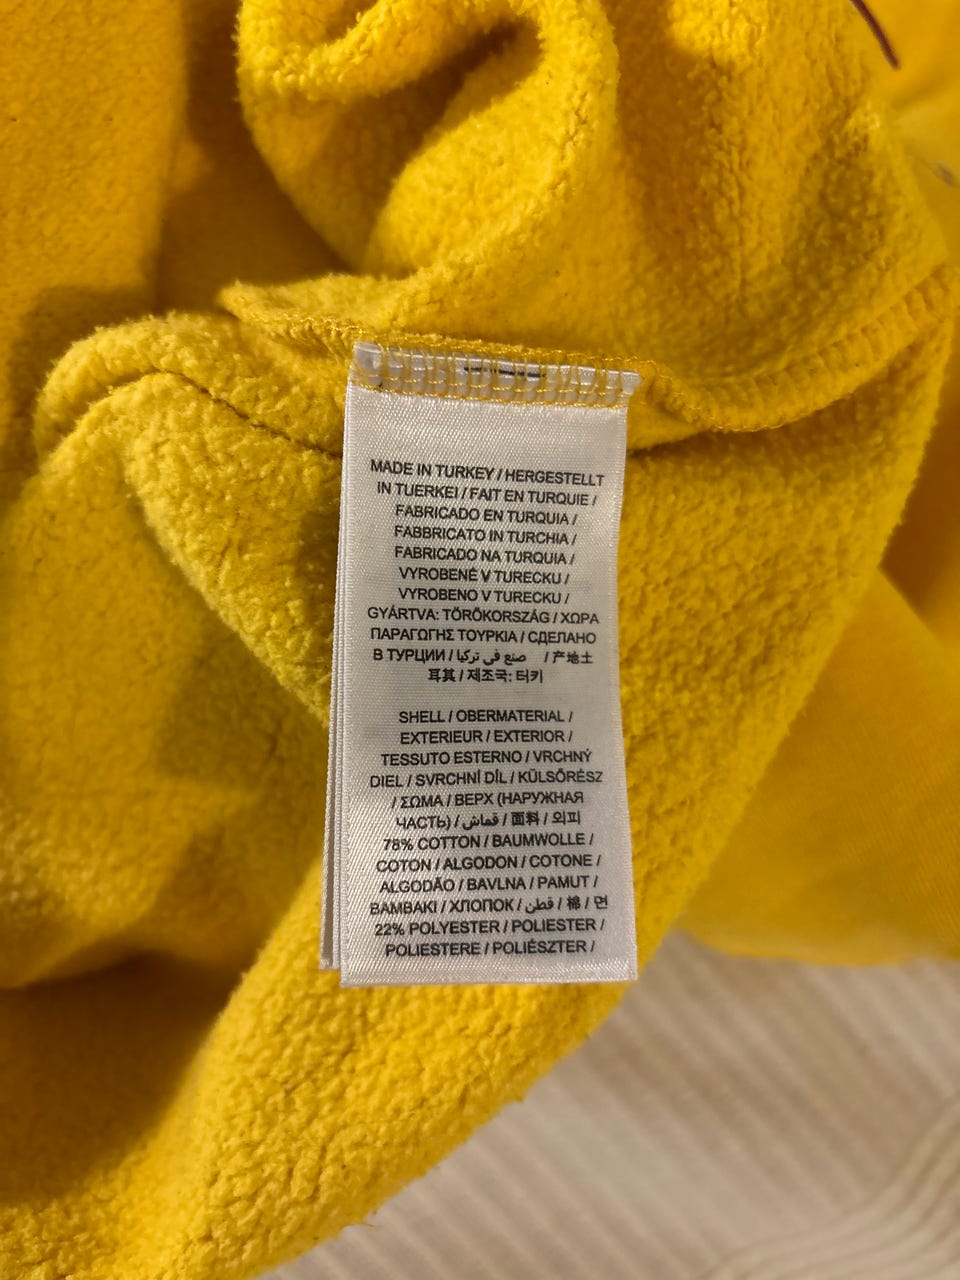 MADE IN TURKEY / HERGESTELLT
IN TUERKEI / FAIT EN TURQUIE /
FABRICADO EN TURQUIA /
FABBRICATO IN TURCHIA /
FABRICADO NA TURQUIA /
VYROBENÉ V TURECKU /
VYROBENO V TURECKU /
GYÁRTVA: TÖRÖKORSZÁG / ΧΩΡΑ
ΠΑΡΑΓΩΓΗΣ ΤΟΥΡΚΙΑ / СДЕЛАНО
В ТУРЦИИ / صنع في تركيا / 产地土
耳其 / 제조국: 터키
SHELL / OBERMATERIAL /
EXTERIEUR / EXTERIOR /
TESSUTO ESTERNO / VRCHNÝ
DIEL / SVRCHNÍ DÍL / KÜLSŐRÉSZ
/ ΣΩΜΑ / ВЕРХ (НАРУЖНАЯ
ЧАСТЬ) / قماش / 面料 / 외피
78% COTTON / BAUMWOLLE /
COTON / ALGODON / COTONE /
ALGODÃO / BAVLNA / PAMUT /
ΒΑΜΒΑΚΙ / ХЛОПОК / قطن / 棉 / 면
22% POLYESTER / POLIESTER /
POLIESTERE / POLIÉSZTER /